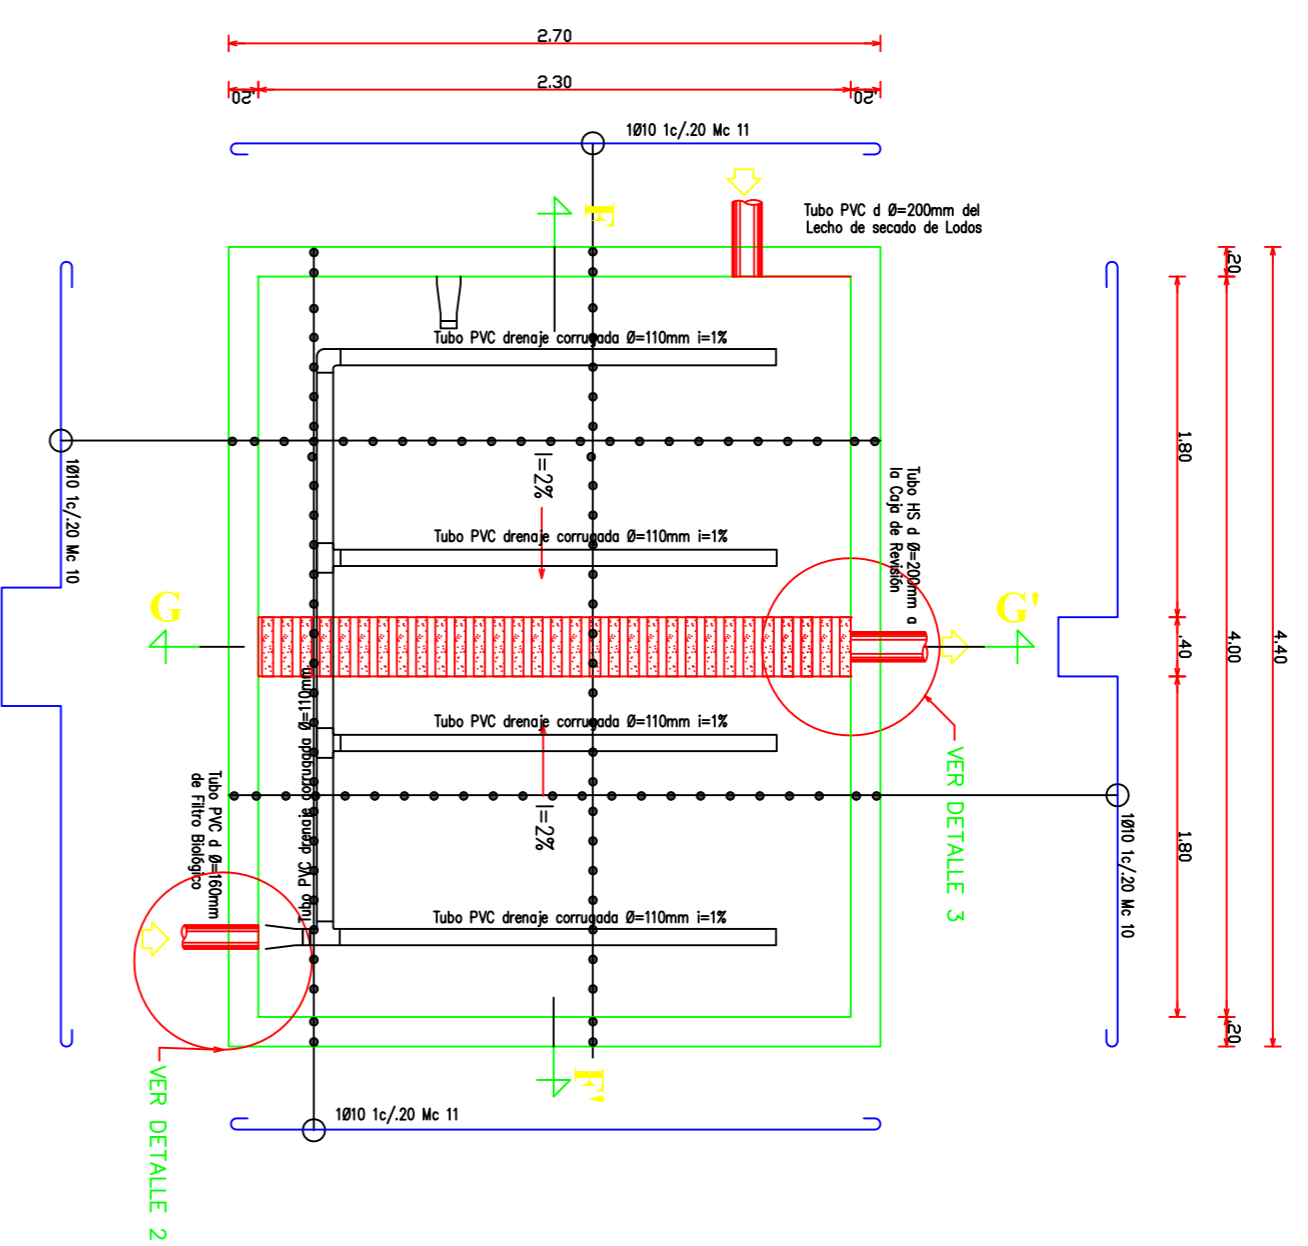 2.70
2.30
.20
.20
1Ø10 1c/.20 Mc 11
F
Tubo PVC d Ø=200mm del
Lecho de secado de Lodos
.20
.20
4.40
4.00
1.80
.40
1.80
Tubo PVC drenaje corrugada Ø=110mm i=1%
I=2%
Tubo HS d Ø=200mm a
la Caja de Revisión
1Ø10 1c/.20 Mc 10
Tubo PVC drenaje corrugada Ø=110mm i=1%
G
G'
Tubo PVC drenaje corrugada Ø=110mm
Tubo PVC drenaje corrugada Ø=110mm i=1%
VER DETALLE 3
I=2%
1Ø10 1c/.20 Mc 10
Tubo PVC d Ø=160mm
de Filtro Biológico
Tubo PVC drenaje corrugada Ø=110mm i=1%
F'
VER DETALLE 2
1Ø10 1c/.20 Mc 11